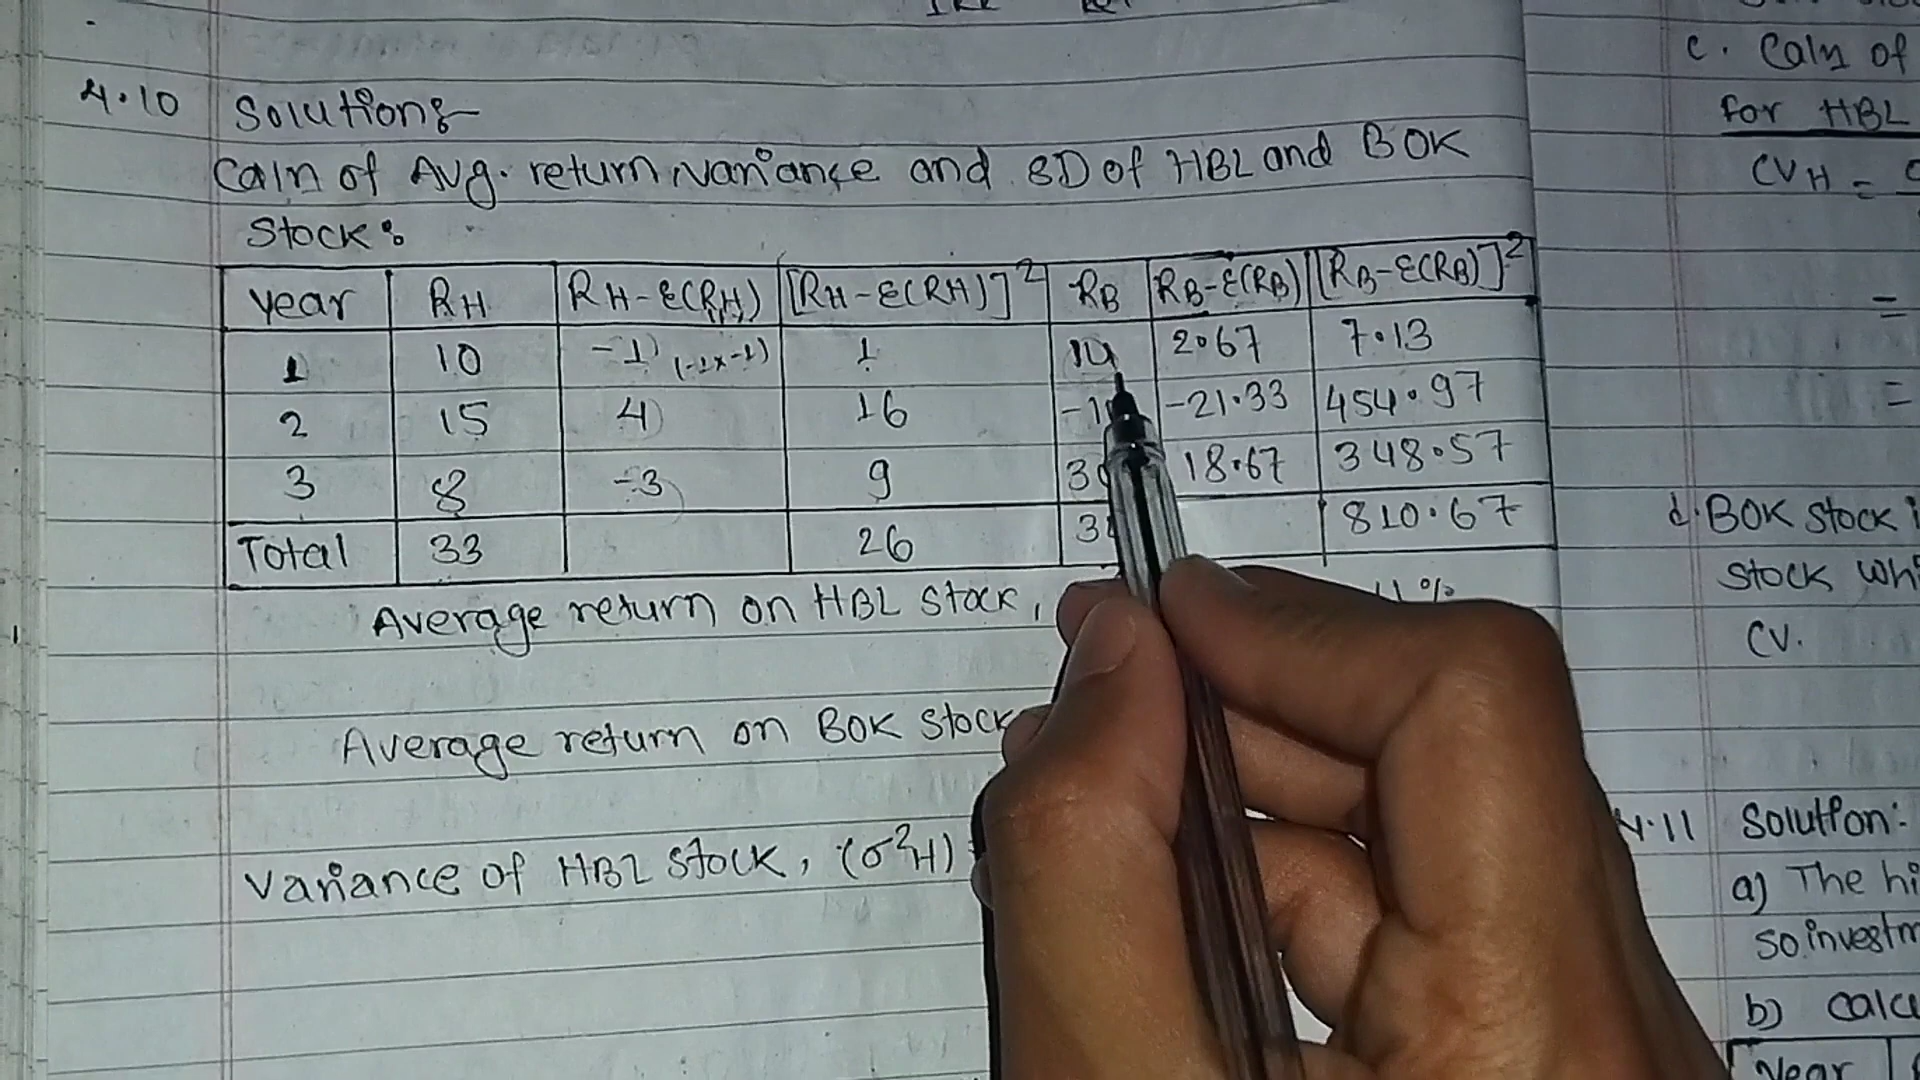 4.10 Solution:-
Caln of Avg. return, variance and SD of HBL and BOK
Stock:
year RH RH-E(RH) [RH-E(RH)]² RB RB-E(RB) [RB-E(RB)]²
1 10 -1 (-1x-1) 1 14 2.67 7.13
2 15 4 16 -21.33 454.97
3 8 -3 9 18.67 348.57
Total 33 26 810.67
Average return on HBL stock, 11%
Average return on BOK stock
Variance of HBL stock, (σ²H)
c. Caln of
for HBL
CVH =
=
=
d. BOK stock
stock
CV.
4.11 Solution:
a) The
so
b)
Year